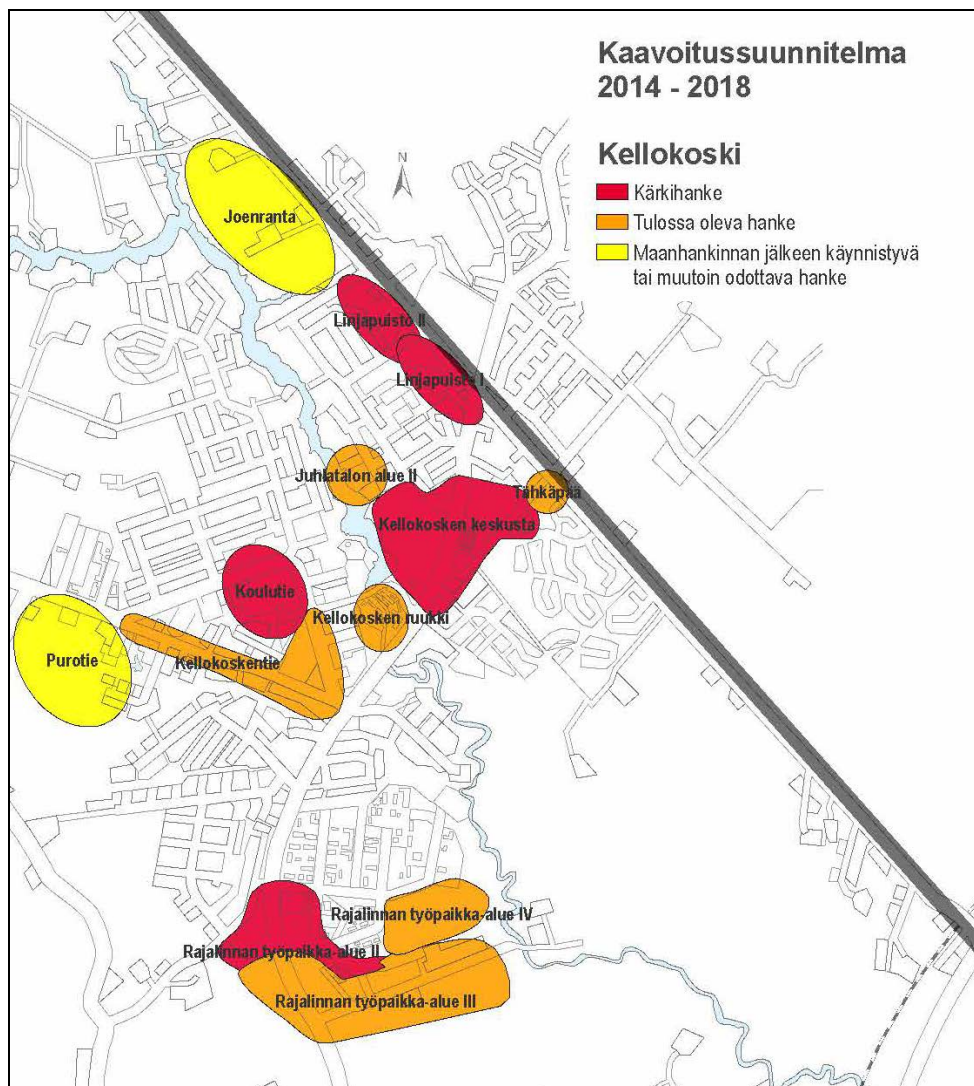 Kaavoitussuunnitelma
2014 - 2018
Kellokoski
Kärkihanke
Tulossa oleva hanke
Maanhankinnan jälkeen käynnistyvä
tai muutoin odottava hanke
N
Joenranta
Linjapuisto II
Linjapuisto I
Juhlatalon alue II
Tähkäpää
Kellokosken keskusta
Koulutie
Kellokosken ruukki
Purotie
Kellokoskentie
Rajalinnan työpaikka-alue IV
Rajalinnan työpaikka-alue II
Rajalinnan työpaikka-alue III